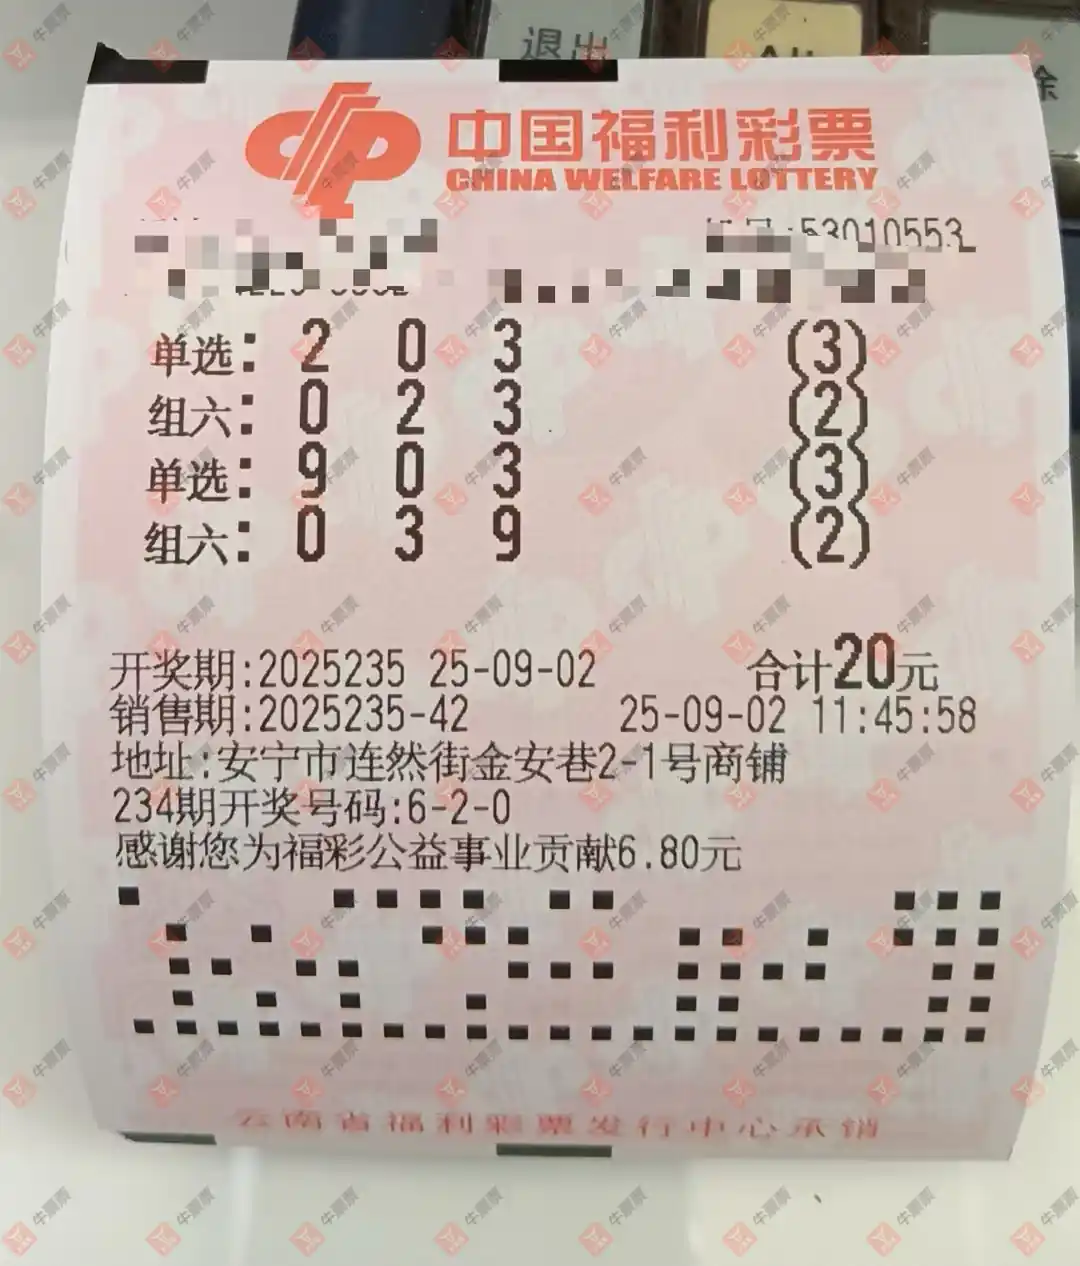 退出
中国福利彩票
CHINA WELFARE LOTTERY
53010553
单选: 2 0 3 (3)
组六: 0 2 3 (2)
单选: 9 0 3 (3)
组六: 0 3 9 (2)
开奖期:2025235 25-09-02 合计20元
销售期:2025235-42 25-09-02 11:45:58
地址:安宁市连然街金安巷2-1号商铺
234期开奖号码:6-2-0
感谢您为福彩公益事业贡献6.80元
云南省福利彩票发行中心承销
牛票票